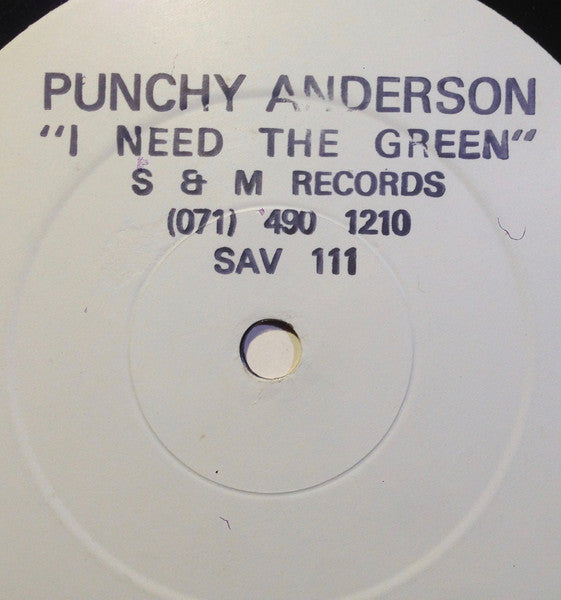 PUNCHY ANDERSON
"I NEED THE GREEN"
S & M RECORDS
(071) 490 1210
SAV 111